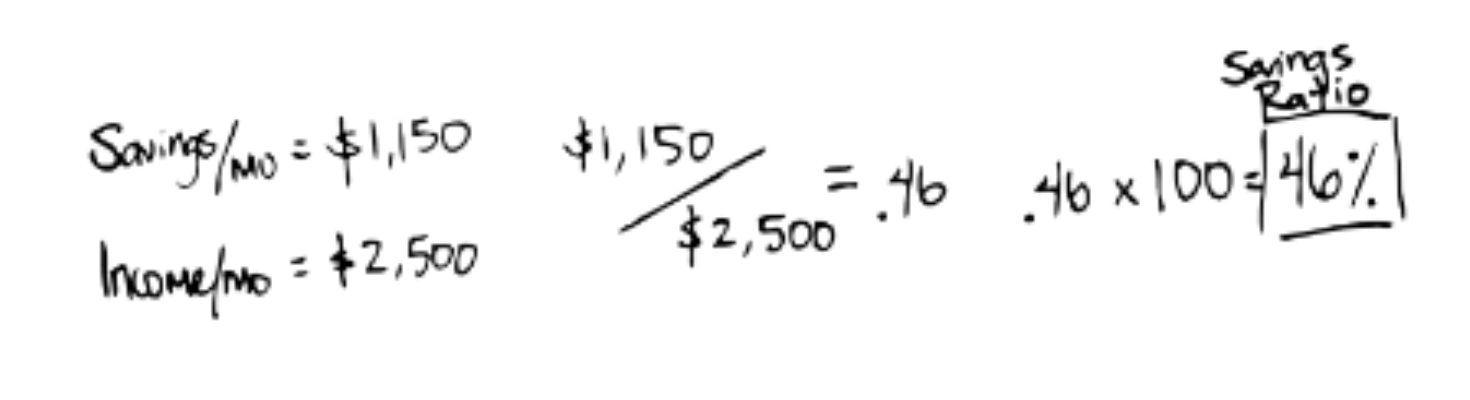 Savings/mo = $1,150
Income/mo = $2,500
$1,150 / $2,500 = .46
.46 x 100 = 46%
Savings
Ratio